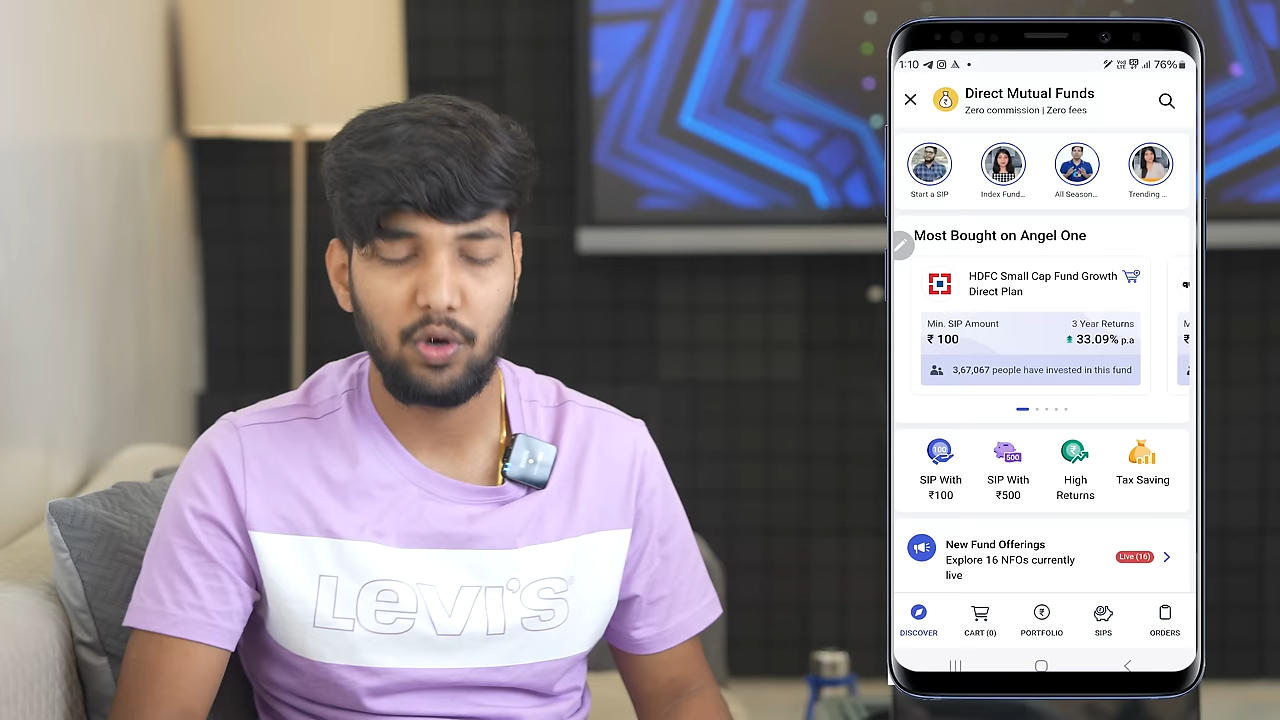 Levi's
1:10
76%
Direct Mutual Funds
Zero commission | Zero fees
Start a SIP
Index Fund...
All Season...
Trending ...
Most Bought on Angel One
HDFC Small Cap Fund Growth
Direct Plan
Min. SIP Amount
3 Year Returns
₹ 100
33.09% p.a
3,67,067 people have invested in this fund
100
500
SIP With
₹100
SIP With
₹500
High
Returns
Tax Saving
New Fund Offerings
Explore 16 NFOs currently
live
Live (16)
DISCOVER
CART (0)
PORTFOLIO
SIPS
ORDERS